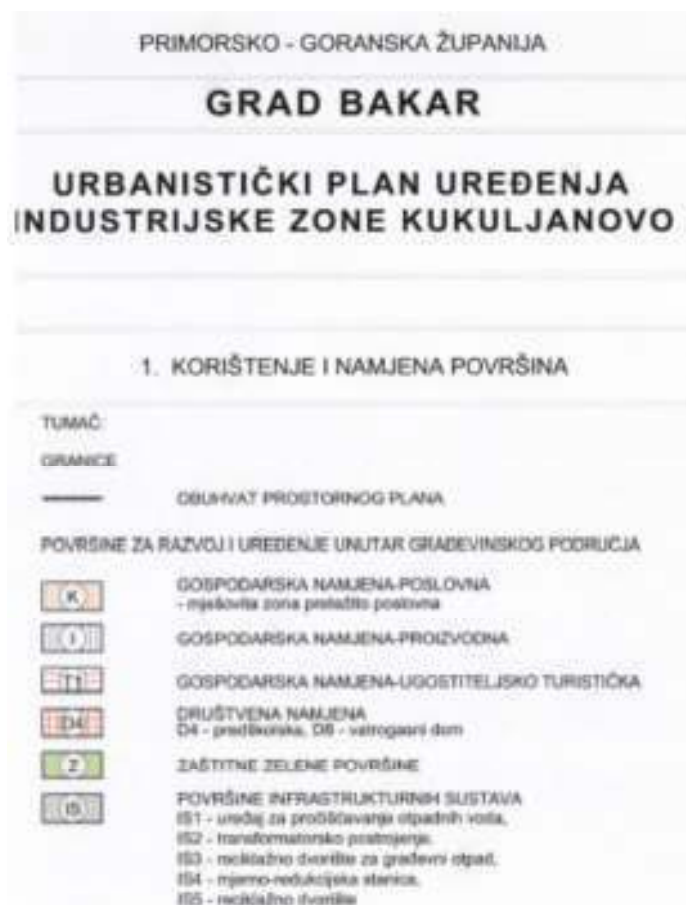 PRIMORSKO - GORANSKA ŽUPANIJA
GRAD BAKAR
URBANISTIČKI PLAN UREĐENJA
INDUSTRIJSKE ZONE KUKULJANOVO
1. KORIŠTENJE I NAMJENA POVRŠINA
TUMAČ:
GRANICE
OBUHVAT PROSTORNOG PLANA
POVRŠINE ZA RAZVOJ I UREĐENJE UNUTAR GRAĐEVINSKOG PODRUČJA
K GOSPODARSKA NAMJENA-POSLOVNA
- mješovita zona pretežito poslovna
I GOSPODARSKA NAMJENA-PROIZVODNA
T1 GOSPODARSKA NAMJENA-UGOSTITELJSKO TURISTIČKA
D4 DRUŠTVENA NAMJENA
D4 - predškolska, D8 - vatrogasni dom
Z ZAŠTITNE ZELENE POVRŠINE
IS POVRŠINE INFRASTRUKTURNIH SUSTAVA
IS1 - uređaj za pročišćavanje otpadnih voda,
IS2 - transformatorsko postrojenje,
IS3 - reciklažno dvorište za građevni otpad,
IS4 - mjerno-redukcijska stanica,
IS5 - reciklažno dvorište